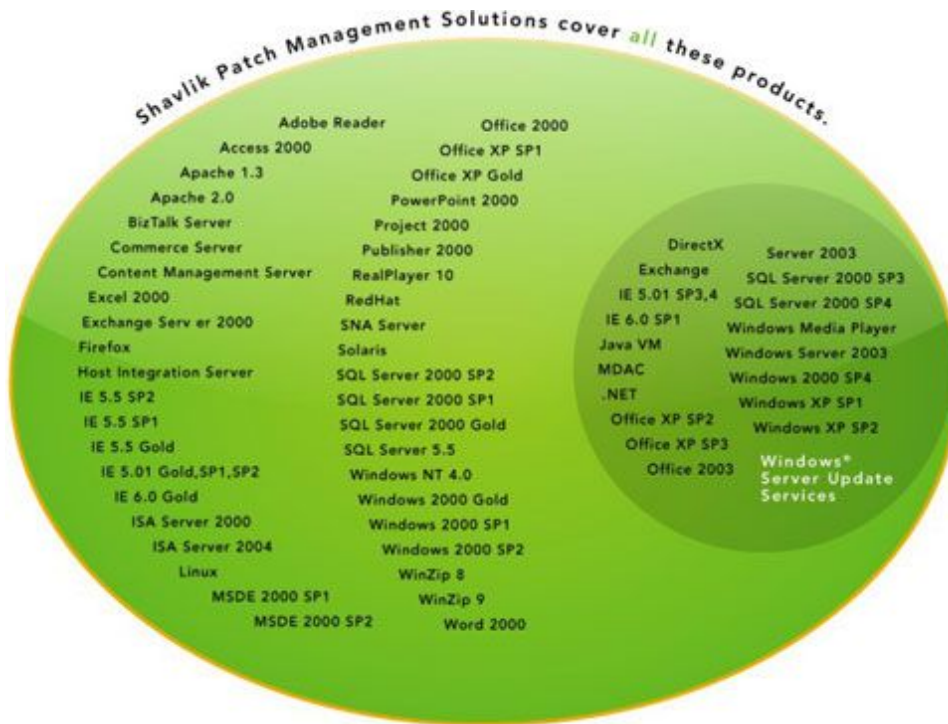 Shavlik Patch Management Solutions cover all these products.
Adobe Reader
Access 2000
Apache 1.3
Apache 2.0
BizTalk Server
Commerce Server
Content Management Server
Excel 2000
Exchange Serv er 2000
Firefox
Host Integration Server
IE 5.5 SP2
IE 5.5 SP1
IE 5.5 Gold
IE 5.01 Gold,SP1,SP2
IE 6.0 Gold
ISA Server 2000
ISA Server 2004
Linux
MSDE 2000 SP1
MSDE 2000 SP2
Office 2000
Office XP SP1
Office XP Gold
PowerPoint 2000
Project 2000
Publisher 2000
RealPlayer 10
RedHat
SNA Server
Solaris
SQL Server 2000 SP2
SQL Server 2000 SP1
SQL Server 2000 Gold
SQL Server 5.5
Windows NT 4.0
Windows 2000 Gold
Windows 2000 SP1
Windows 2000 SP2
WinZip 8
WinZip 9
Word 2000
DirectX
Exchange
IE 5.01 SP3,4
IE 6.0 SP1
Java VM
MDAC
.NET
Office XP SP2
Office XP SP3
Office 2003
Server 2003
SQL Server 2000 SP3
SQL Server 2000 SP4
Windows Media Player
Windows Server 2003
Windows 2000 SP4
Windows XP SP1
Windows XP SP2
Windows®
Server Update
Services